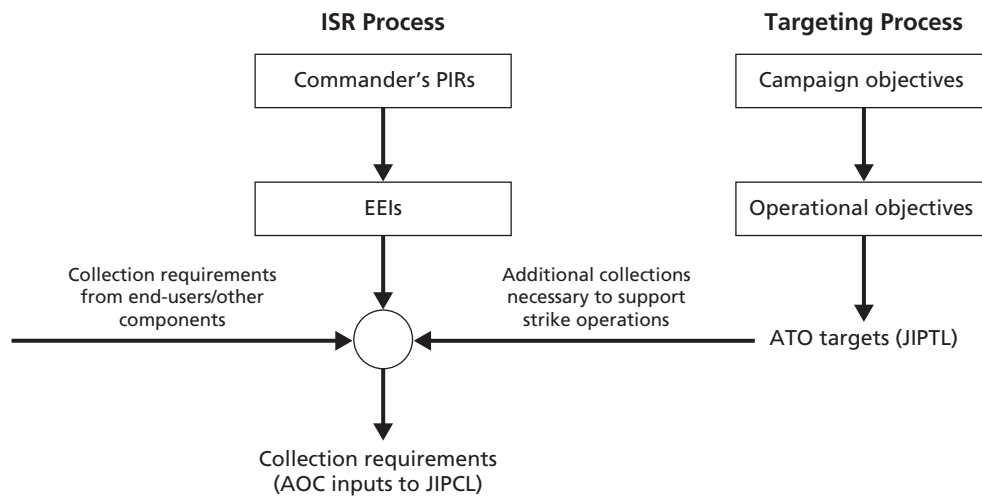 ISR Process
Targeting Process
Commander's PIRs
Campaign objectives
EEIs
Operational objectives
Collection requirements
from end-users/other
components
Additional collections
necessary to support
strike operations
ATO targets (JIPTL)
Collection requirements
(AOC inputs to JIPCL)